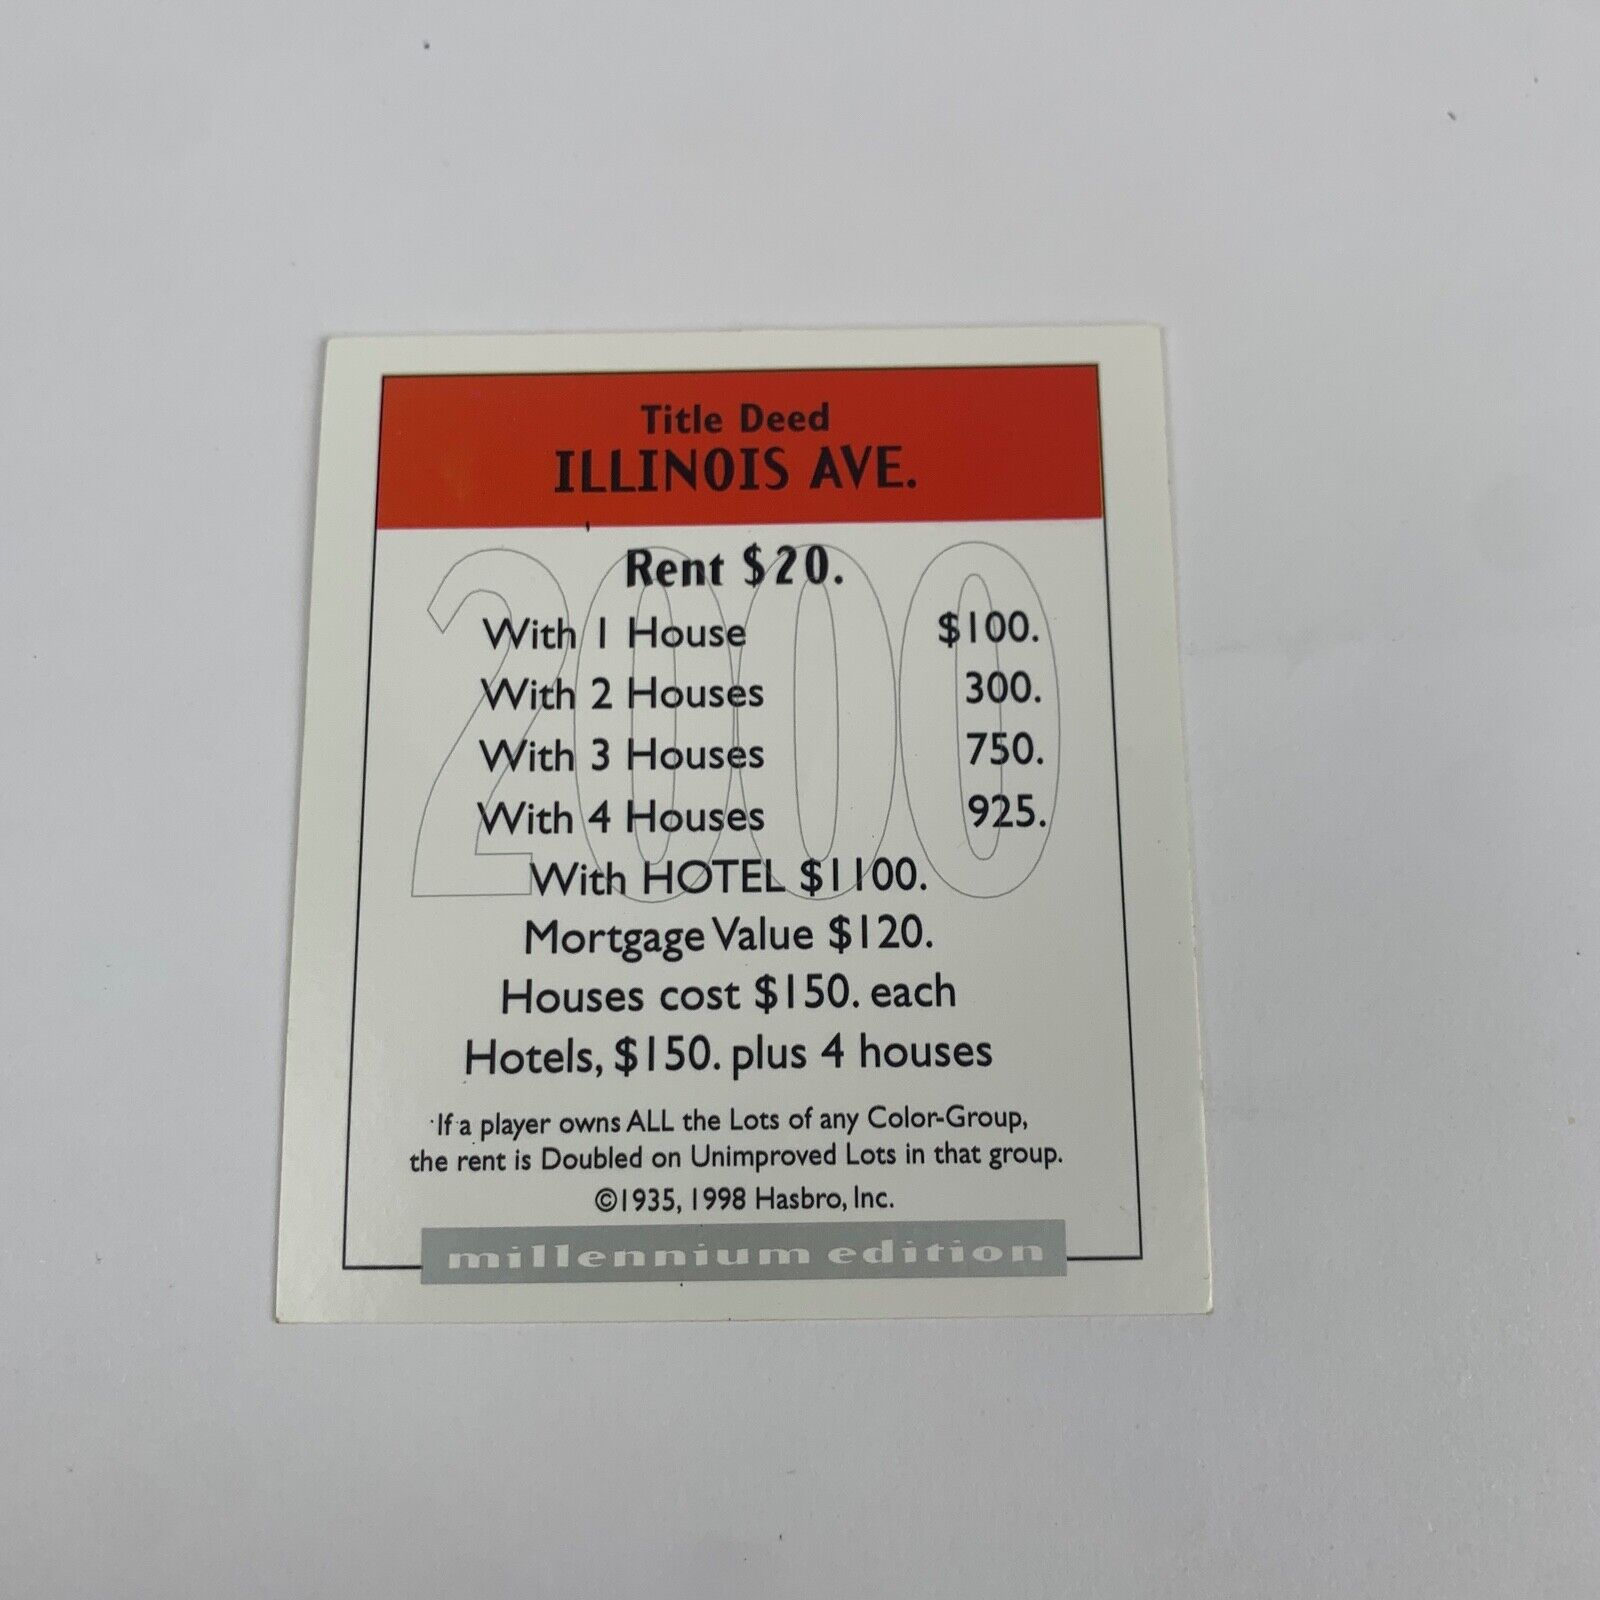 Title Deed
ILLINOIS AVE.
2000
Rent $20.
With 1 House $100.
With 2 Houses 300.
With 3 Houses 750.
With 4 Houses 925.
With HOTEL $1100.
Mortgage Value $120.
Houses cost $150. each
Hotels, $150. plus 4 houses
If a player owns ALL the Lots of any Color-Group,
the rent is Doubled on Unimproved Lots in that group.
©1935, 1998 Hasbro, Inc.
millennium edition